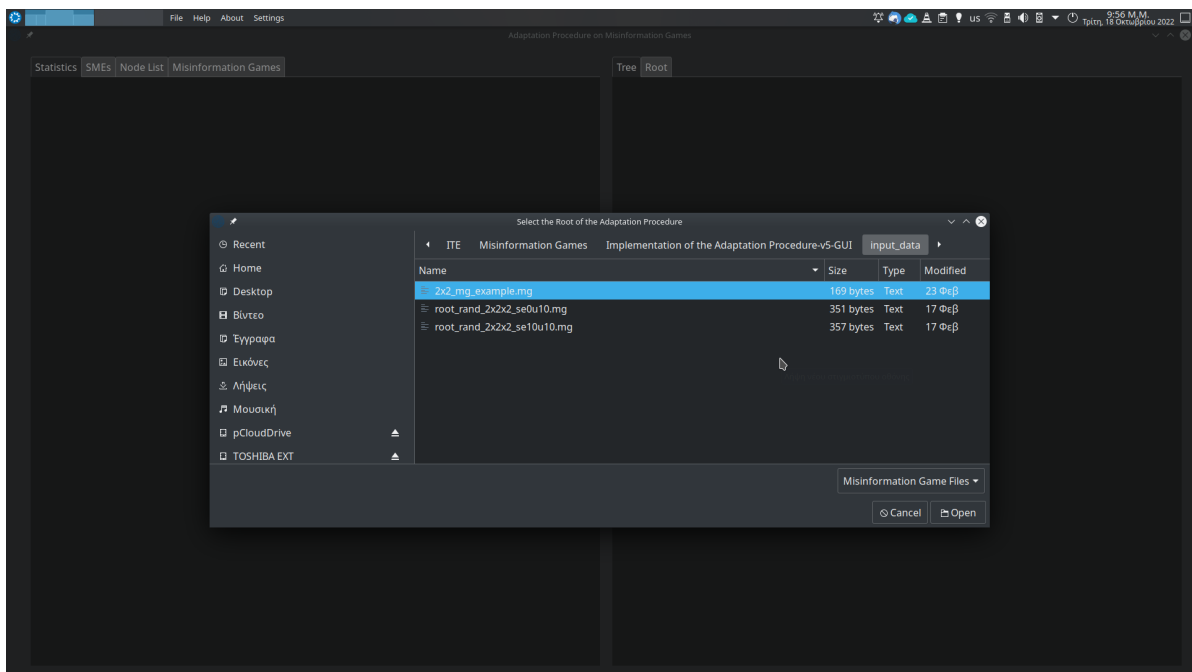 File Help About Settings
us
9:56 Μ.Μ.
Τρίτη, 18 Οκτωβρίου 2022
Adaptation Procedure on Misinformation Games
Statistics SMEs Node List Misinformation Games
Tree Root
Select the Root of the Adaptation Procedure
Recent
Home
Desktop
Βίντεο
Έγγραφα
Εικόνες
Λήψεις
Μουσική
pCloudDrive
TOSHIBA EXT
ITE Misinformation Games Implementation of the Adaptation Procedure-v5-GUI input_data
Name Size Type Modified
2x2_mg_example.mg 169 bytes Text 23 Φεβ
root_rand_2x2x2_se0u10.mg 351 bytes Text 17 Φεβ
root_rand_2x2x2_se10u10.mg 357 bytes Text 17 Φεβ
Misinformation Game Files
Cancel Open